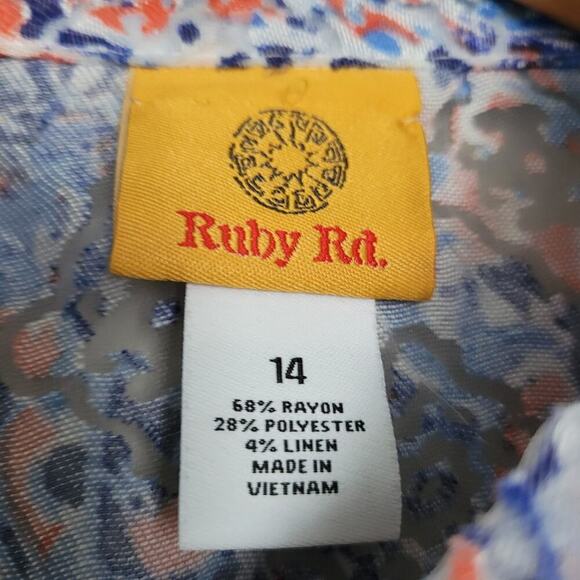 Ruby Rd.
14
68% RAYON
28% POLYESTER
4% LINEN
MADE IN
VIETNAM